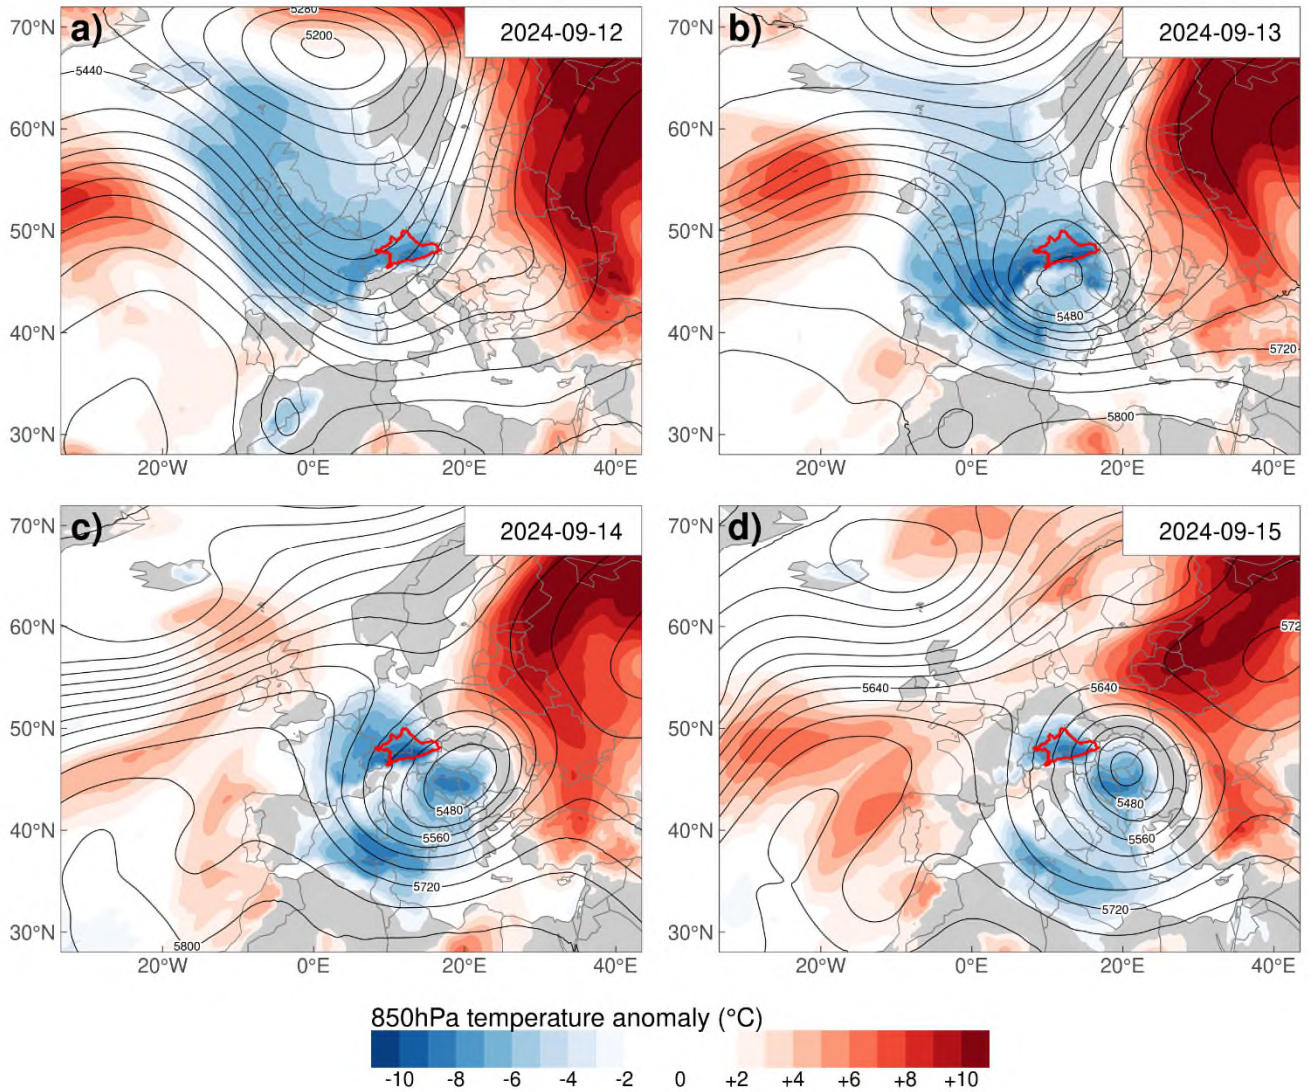 a)
2024-09-12
70°N
60°N
50°N
40°N
30°N
5280
5200
5440
20°W
0°E
20°E
40°E
b)
2024-09-13
70°N
60°N
50°N
40°N
30°N
5480
5720
5800
20°W
0°E
20°E
40°E
c)
2024-09-14
70°N
60°N
50°N
40°N
30°N
5480
5560
5720
5800
20°W
0°E
20°E
40°E
d)
2024-09-15
70°N
60°N
50°N
40°N
30°N
572
5640
5640
5480
5560
5720
20°W
0°E
20°E
40°E
850hPa temperature anomaly (°C)
-10 -8 -6 -4 -2 0 +2 +4 +6 +8 +10